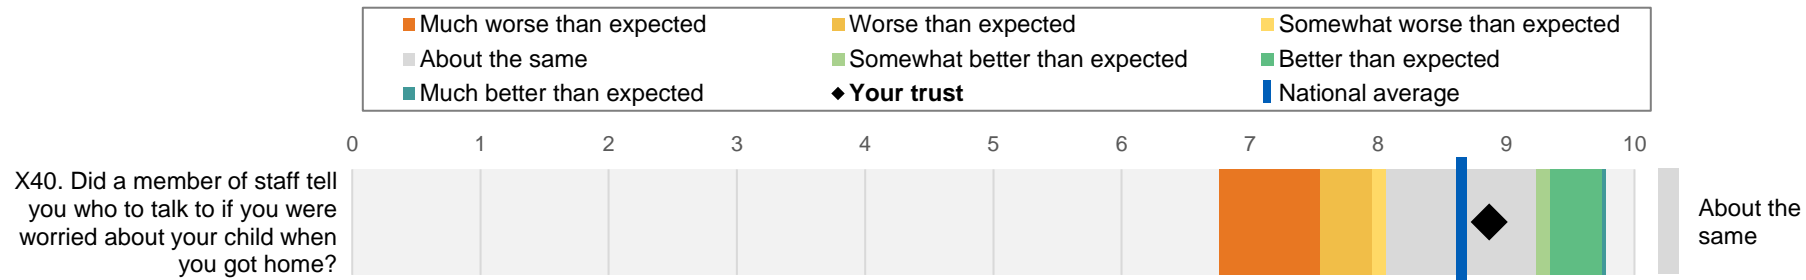 Much worse than expected
Worse than expected
Somewhat worse than expected
About the same
Somewhat better than expected
Better than expected
Much better than expected
Your trust
National average
0 1 2 3 4 5 6 7 8 9 10
X40. Did a member of staff tell
you who to talk to if you were
worried about your child when
you got home?
About the
same